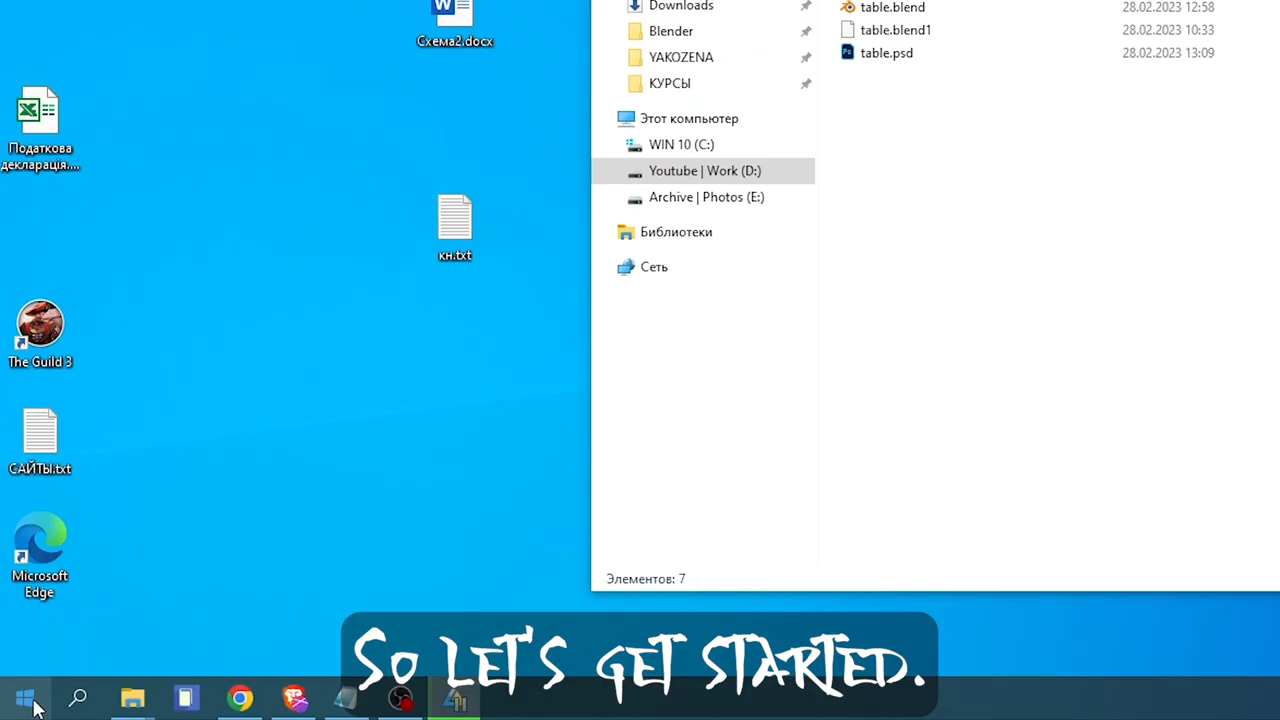 Схема2.docx
Податкова
декларація....
кн.txt
The Guild 3
САЙТЫ.txt
Microsoft
Edge
Downloads
Blender
YAKOZENA
КУРСЫ
Этот компьютер
WIN 10 (C:)
Youtube | Work (D:)
Archive | Photos (E:)
Библиотеки
Сеть
table.blend 28.02.2023 12:58
table.blend1 28.02.2023 10:33
table.psd 28.02.2023 13:09
Элементов: 7
So let's get started.